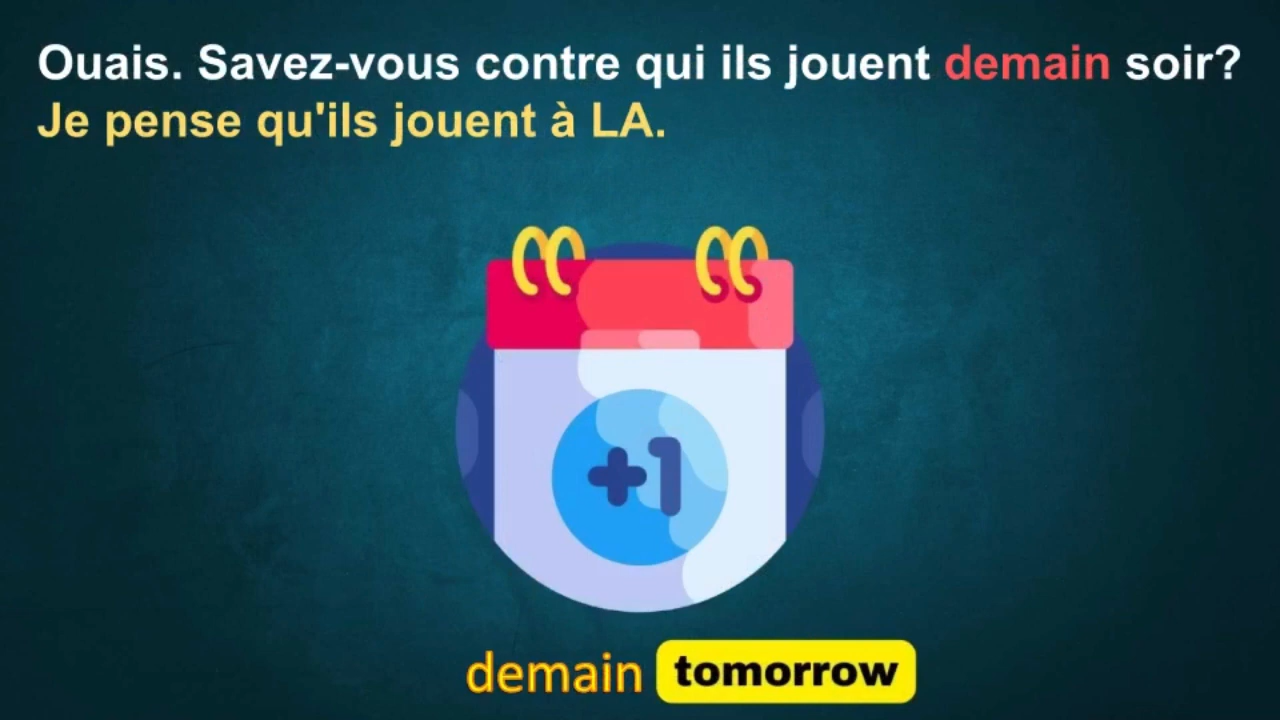 Ouais. Savez-vous contre qui ils jouent demain soir?
Je pense qu'ils jouent à LA.
+1
demain tomorrow